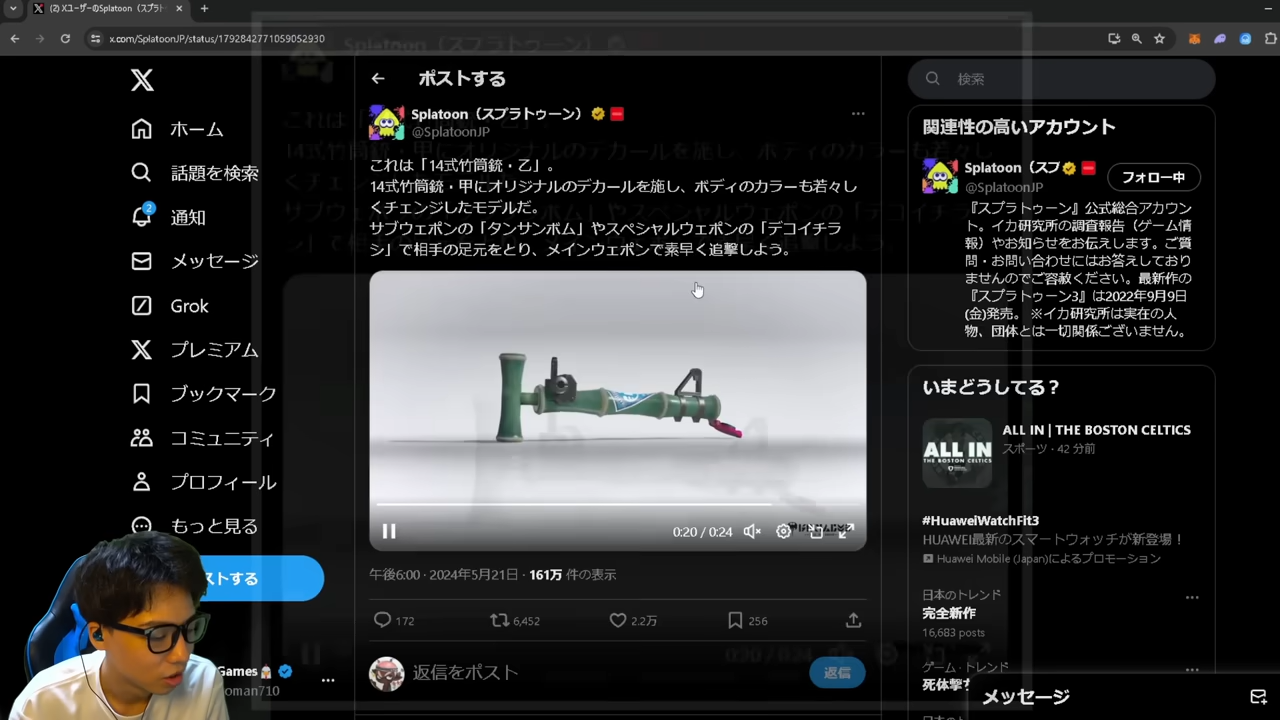 (2) XユーザーのSplatoon（スプラト
x.com/SplatoonJP/status/1792842771059052930
ホーム
話題を検索
2
通知
メッセージ
Grok
プレミアム
ブックマーク
コミュニティ
プロフィール
もっと見る
ストする
Games
oman710
ポストする
Splatoon（スプラトゥーン）
@SplatoonJP
これは「14式竹筒銃・乙」。
14式竹筒銃・甲にオリジナルのデカールを施し、ボディのカラーも若々し
くチェンジしたモデルだ。
サブウェポンの「タンサンボム」やスペシャルウェポンの「デコイチラ
シ」で相手の足元をとり、メインウェポンで素早く追撃しよう。
0:20 / 0:24
午後6:00 · 2024年5月21日 · 161万 件の表示
172
6,452
2.2万
256
返信をポスト
返信
検索
関連性の高いアカウント
Splatoon（スプ
@SplatoonJP
フォロー中
『スプラトゥーン』公式総合アカウン
ト。イカ研究所の調査報告（ゲーム情
報）やお知らせをお伝えします。ご質
問・お問い合わせにはお答えしており
ませんのでご容赦ください。最新作の
『スプラトゥーン3』は2022年9月9日
(金)発売。 ※イカ研究所は実在の人
物、団体とは一切関係ございません。
いまどうしてる？
ALL IN
THE BOSTON CELTICS
ALL IN | THE BOSTON CELTICS
スポーツ · 42 分前
#HuaweiWatchFit3
HUAWEI最新のスマートウォッチが新登場！
Huawei Mobile (Japan)によるプロモーション
日本のトレンド
完全新作
16,683 posts
ゲーム · トレンド
死体撃
メッセージ